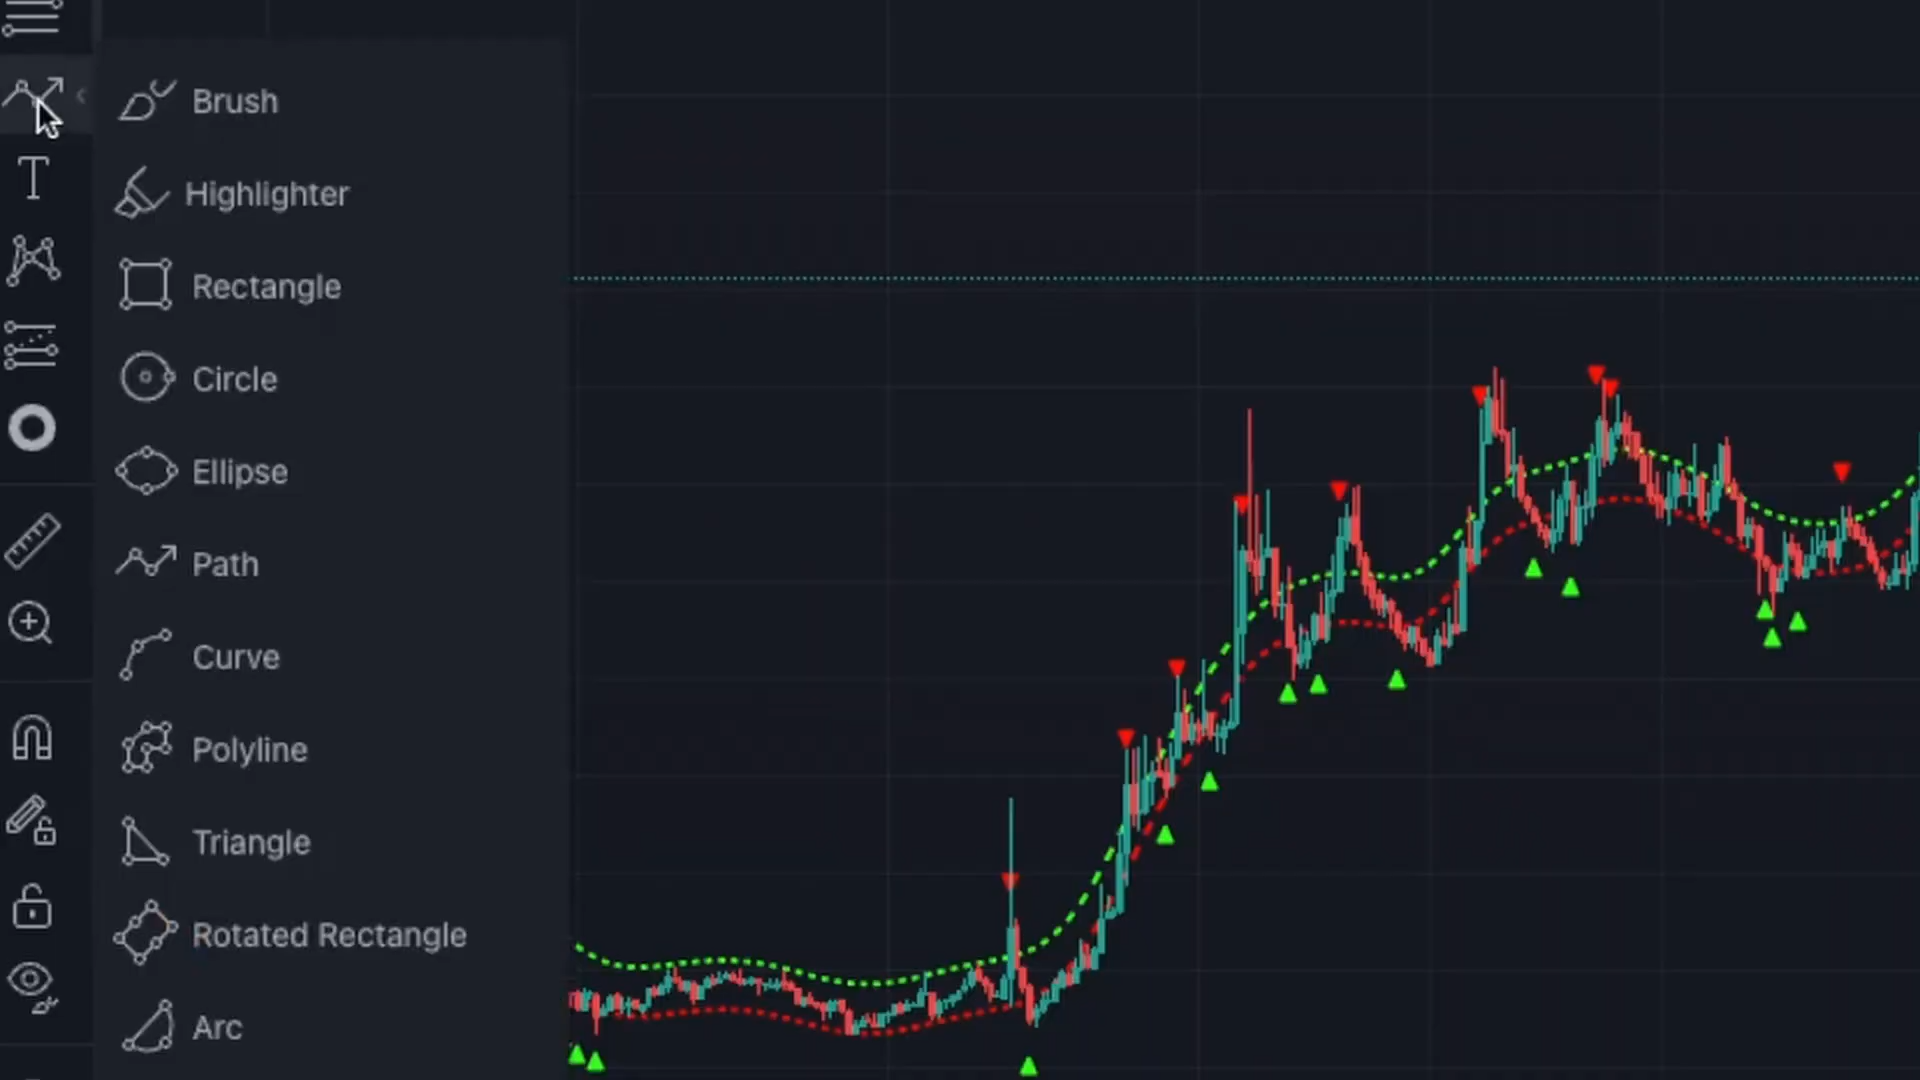 Brush
Highlighter
Rectangle
Circle
Ellipse
Path
Curve
Polyline
Triangle
Rotated Rectangle
Arc